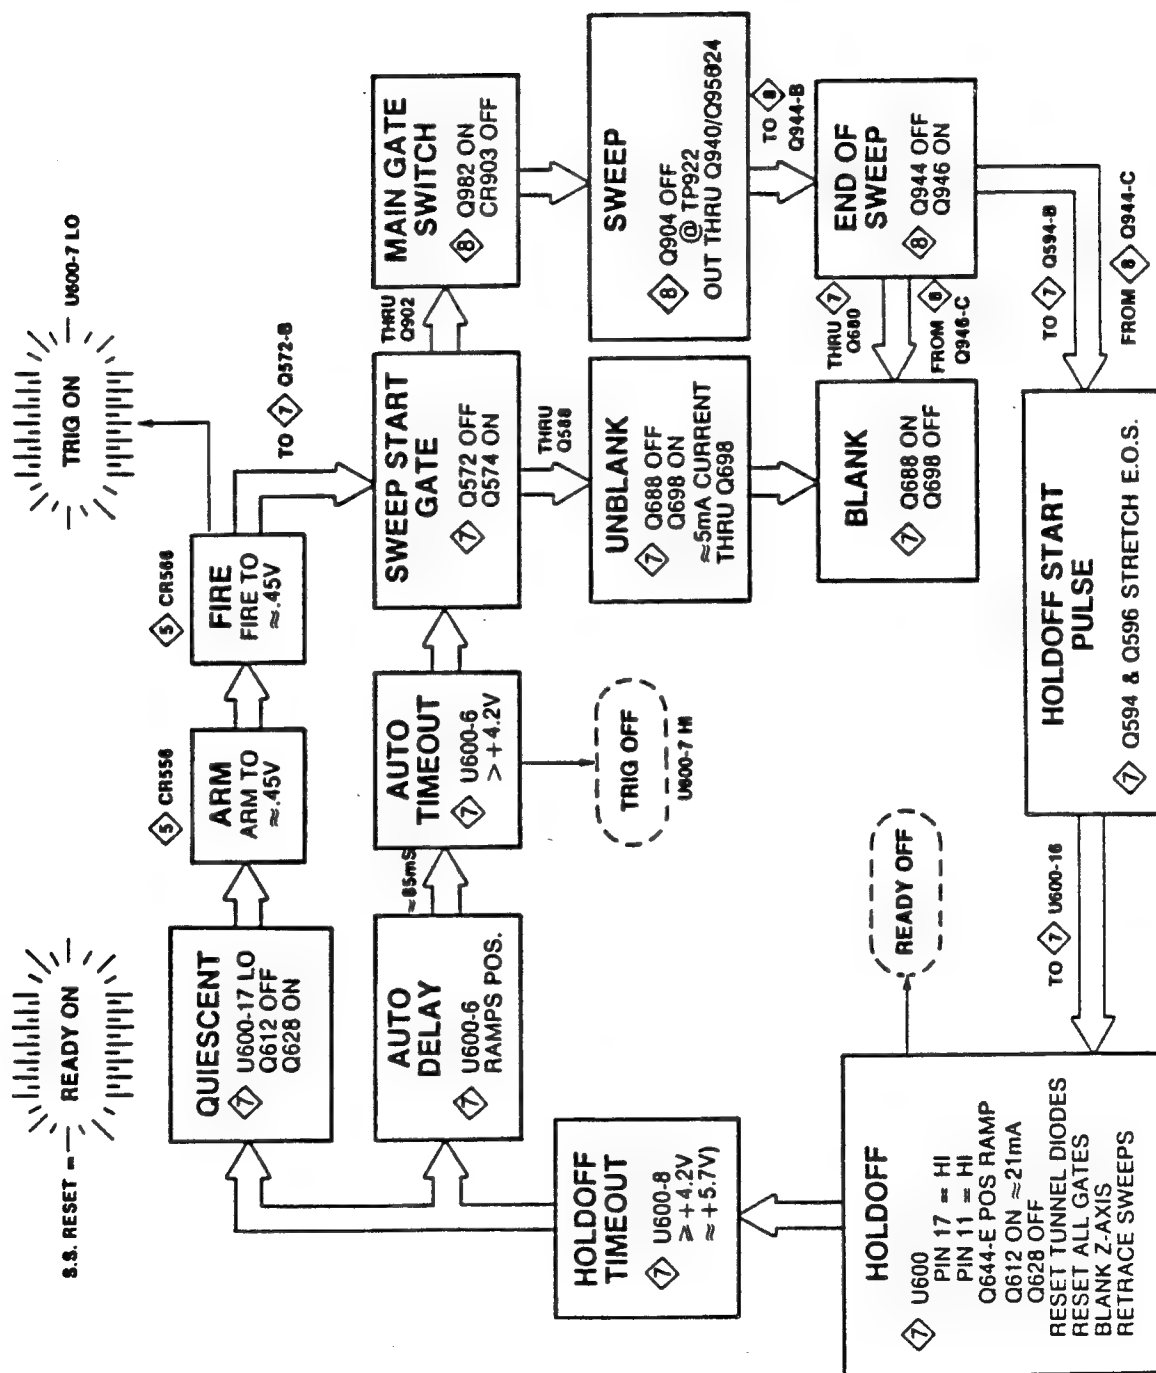 S.S. RESET =
READY ON
TRIG ON
U600-7 LO
QUIESCENT
7 U600-17 LO
Q612 OFF
Q628 ON
5 CR556
ARM
ARM TO
≈.45V
5 CR566
FIRE
FIRE TO
≈.45V
TO 7 Q572-B
AUTO
DELAY
7 U600-6
RAMPS POS.
≈85mS
AUTO
TIMEOUT
7 U600-6
> +4.2V
TRIG OFF
U600-7 HI
SWEEP START
GATE
7 Q572 OFF
Q574 ON
THRU
Q902
MAIN GATE
SWITCH
8 Q982 ON
CR903 OFF
THRU
Q588
UNBLANK
7 Q688 OFF
Q698 ON
≈5mA CURRENT
THRU Q698
SWEEP
8 Q904 OFF
@ TP922
OUT THRU Q940/Q95824
TO 8
Q944-B
BLANK
7 Q688 ON
Q698 OFF
THRU 7
Q680
FROM 8
Q946-C
END OF
SWEEP
8 Q944 OFF
Q946 ON
TO 7 Q594-B
FROM 8 Q944-C
HOLDOFF START
PULSE
7 Q594 & Q596 STRETCH E.O.S.
TO 7 U600-16
READY OFF
HOLDOFF
TIMEOUT
7 U600-8
> +4.2V
≈ +5.7V)
HOLDOFF
7 U600
PIN 17 = HI
PIN 11 = HI
Q644-E POS RAMP
Q612 ON ≈21mA
Q628 OFF
RESET TUNNEL DIODES
RESET ALL GATES
BLANK Z-AXIS
RETRACE SWEEPS